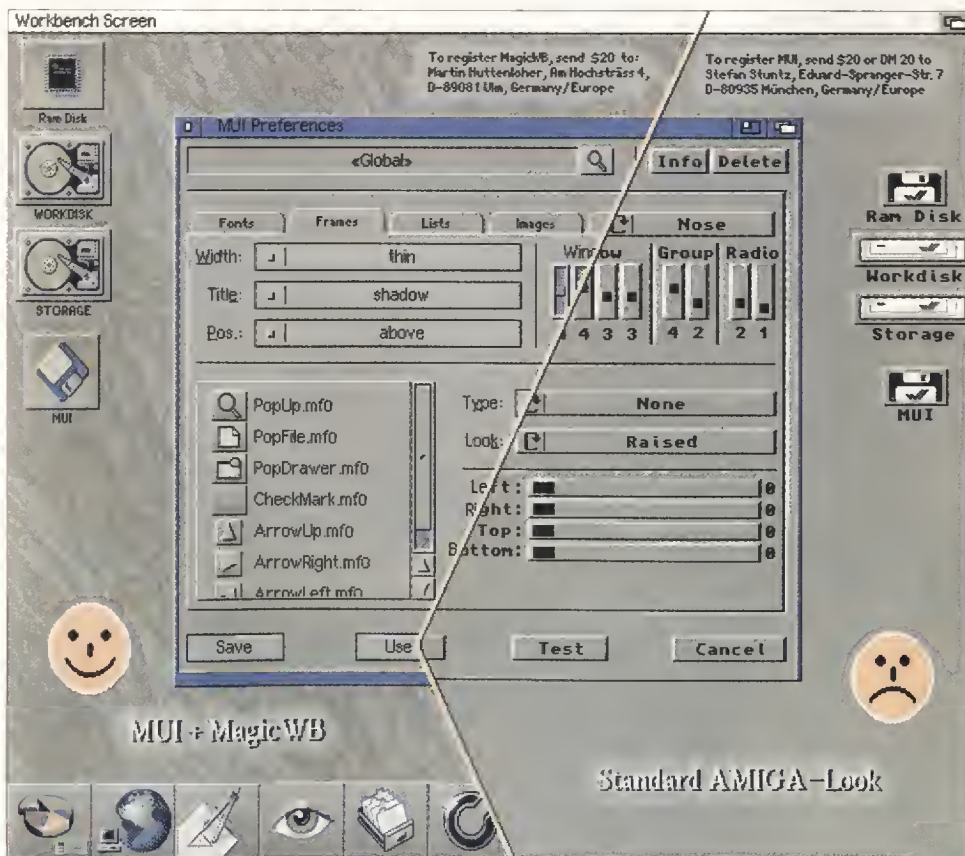 Workbench Screen
To register MagicWB, send $20 to:
Martin Huttenloher, Am Hochsträss 4,
D-89081 Ulm, Germany/Europe
To register MUI, send $20 or DM 20 to
Stefan Stuntz, Eduard-Spranger-Str. 7
D-80935 München, Germany/Europe
Ram Disk
WORKDISK
STORAGE
MUI
MUI Preferences
«Global»
Info Delete
Fonts Frames Lists Images Nose
Width: thin
Title: shadow
Pos.: above
Window Group Radio
4 3 3 4 2 2 1
PopUp.mf0
PopFile.mf0
PopDrawer.mf0
CheckMark.mf0
ArrowUp.mf0
ArrowRight.mf0
ArrowLeft.mf0
Type: None
Look: Raised
Left: 0
Right: 0
Top: 0
Bottom: 0
Save Use Test Cancel
Ram Disk
Workdisk
Storage
MUI
MUI + MagicWB
Standard AMIGA-Look